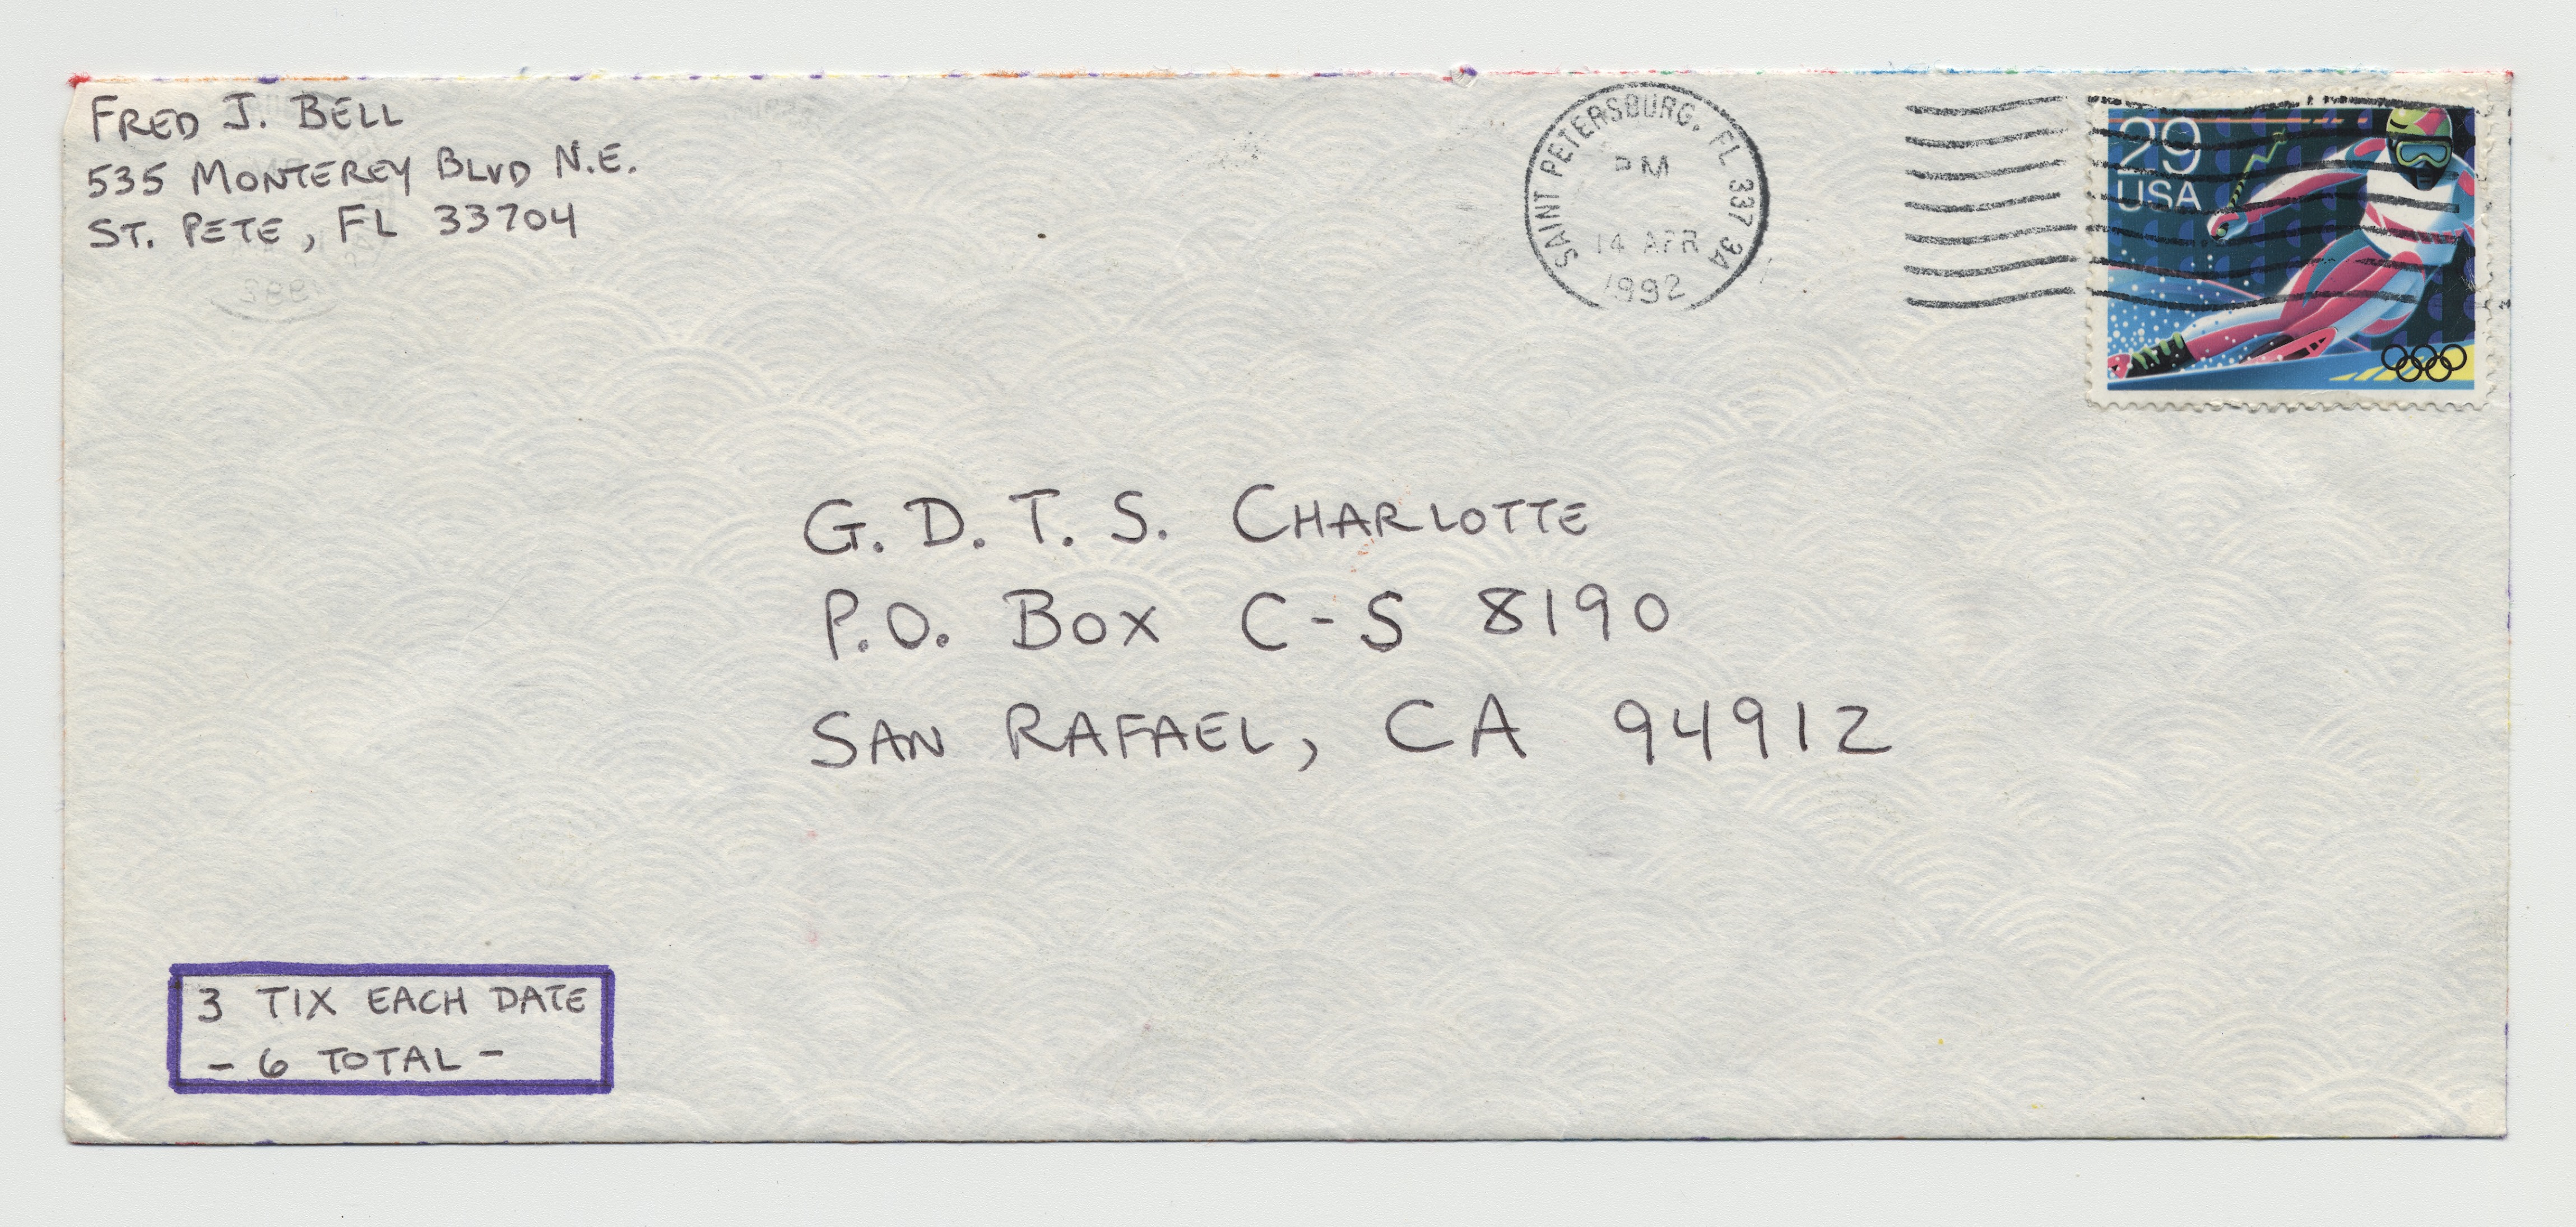 FRED J. BELL
535 MONTEREY BLVD N.E.
ST. PETE, FL 33704
SAINT PETERSBURG, FL 337 3A
PM
14 APR
1992
29
USA
G. D. T. S. CHARLOTTE
P.O. BOX C-S 8190
SAN RAFAEL, CA 94912
3 TIX EACH DATE
- 6 TOTAL -